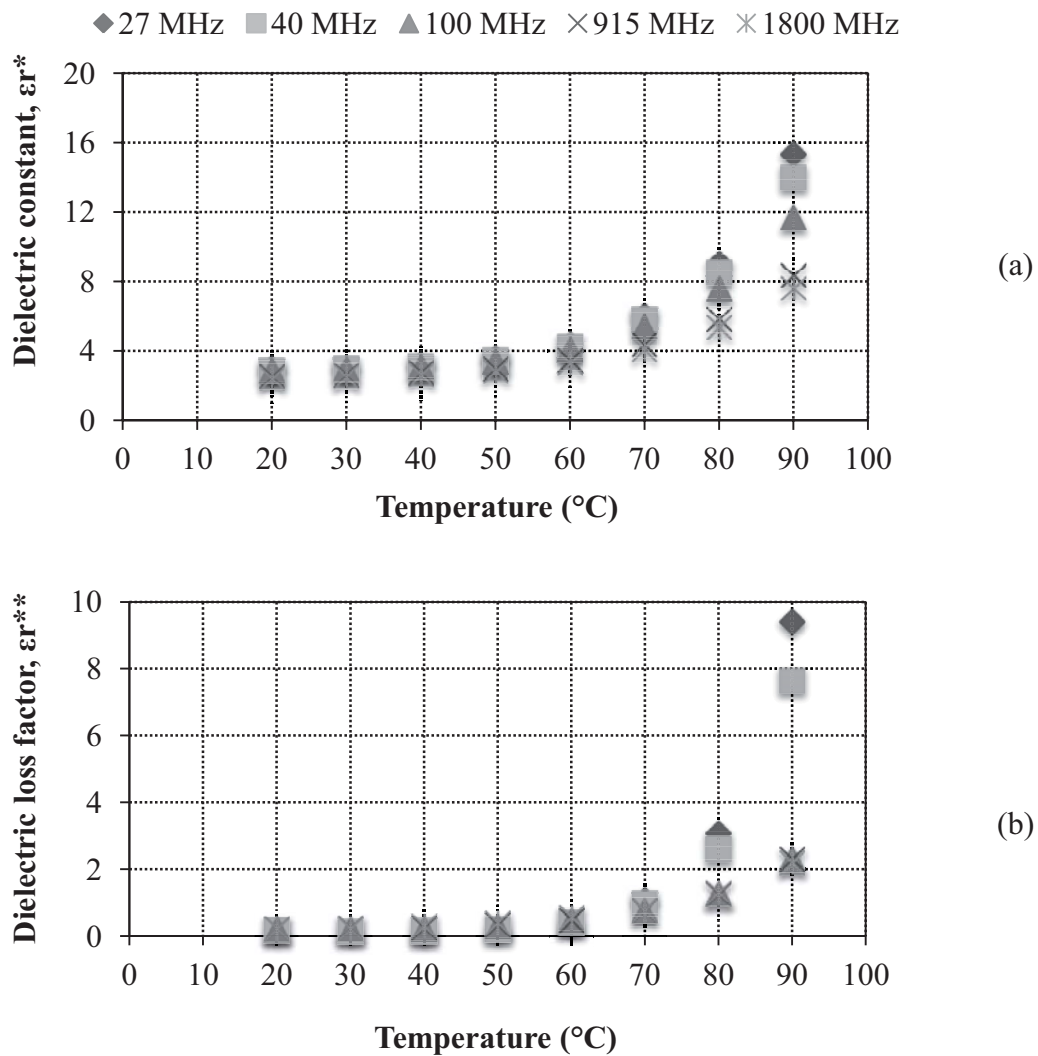 27 MHz 40 MHz 100 MHz 915 MHz 1800 MHz
Dielectric constant, εr*
20
16
12
8
4
0
0 10 20 30 40 50 60 70 80 90 100
Temperature (°C)
(a)
Dielectric loss factor, εr**
10
8
6
4
2
0
0 10 20 30 40 50 60 70 80 90 100
Temperature (°C)
(b)